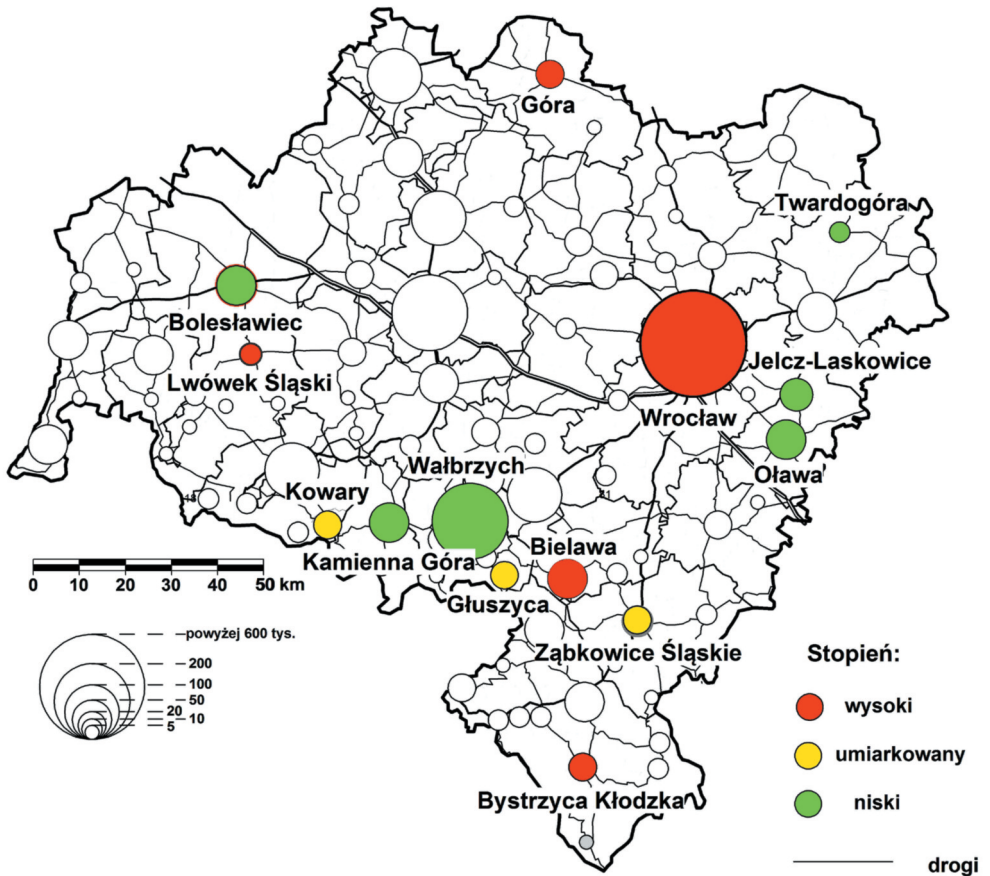 Góra
Twardogóra
Bolesławiec
Lwówek Śląski
Jelcz-Laskowice
Wrocław
Oława
Wałbrzych
Kowary
Kamienna Góra
Bielawa
Głuszyca
Ząbkowice Śląskie
Bystrzyca Kłodzka
0 10 20 30 40 50 km
powyżej 600 tys.
200
100
50
20
10
5
Stopień:
wysoki
umiarkowany
niski
drogi